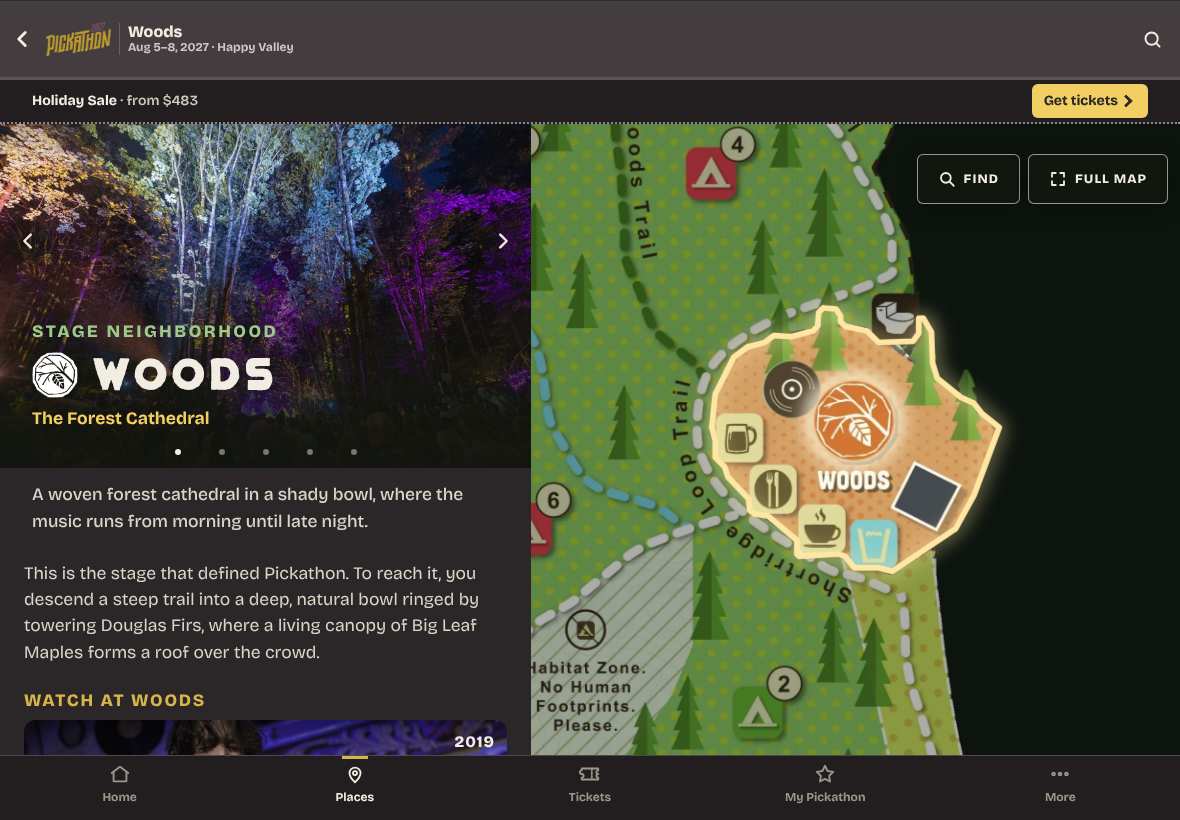 PICKATHON
Woods
Aug 5–8, 2027 · Happy Valley
Holiday Sale · from $483
Get tickets
STAGE NEIGHBORHOOD
WOODS
The Forest Cathedral
A woven forest cathedral in a shady bowl, where the
music runs from morning until late night.
This is the stage that defined Pickathon. To reach it, you
descend a steep trail into a deep, natural bowl ringed by
towering Douglas Firs, where a living canopy of Big Leaf
Maples forms a roof over the crowd.
WATCH AT WOODS
2019
FIND
FULL MAP
oods Trail
4
Loop Trail
WOODS
6
Shortridge
Habitat Zone.
No Human
Footprints.
Please.
2
Home
Places
Tickets
My Pickathon
More